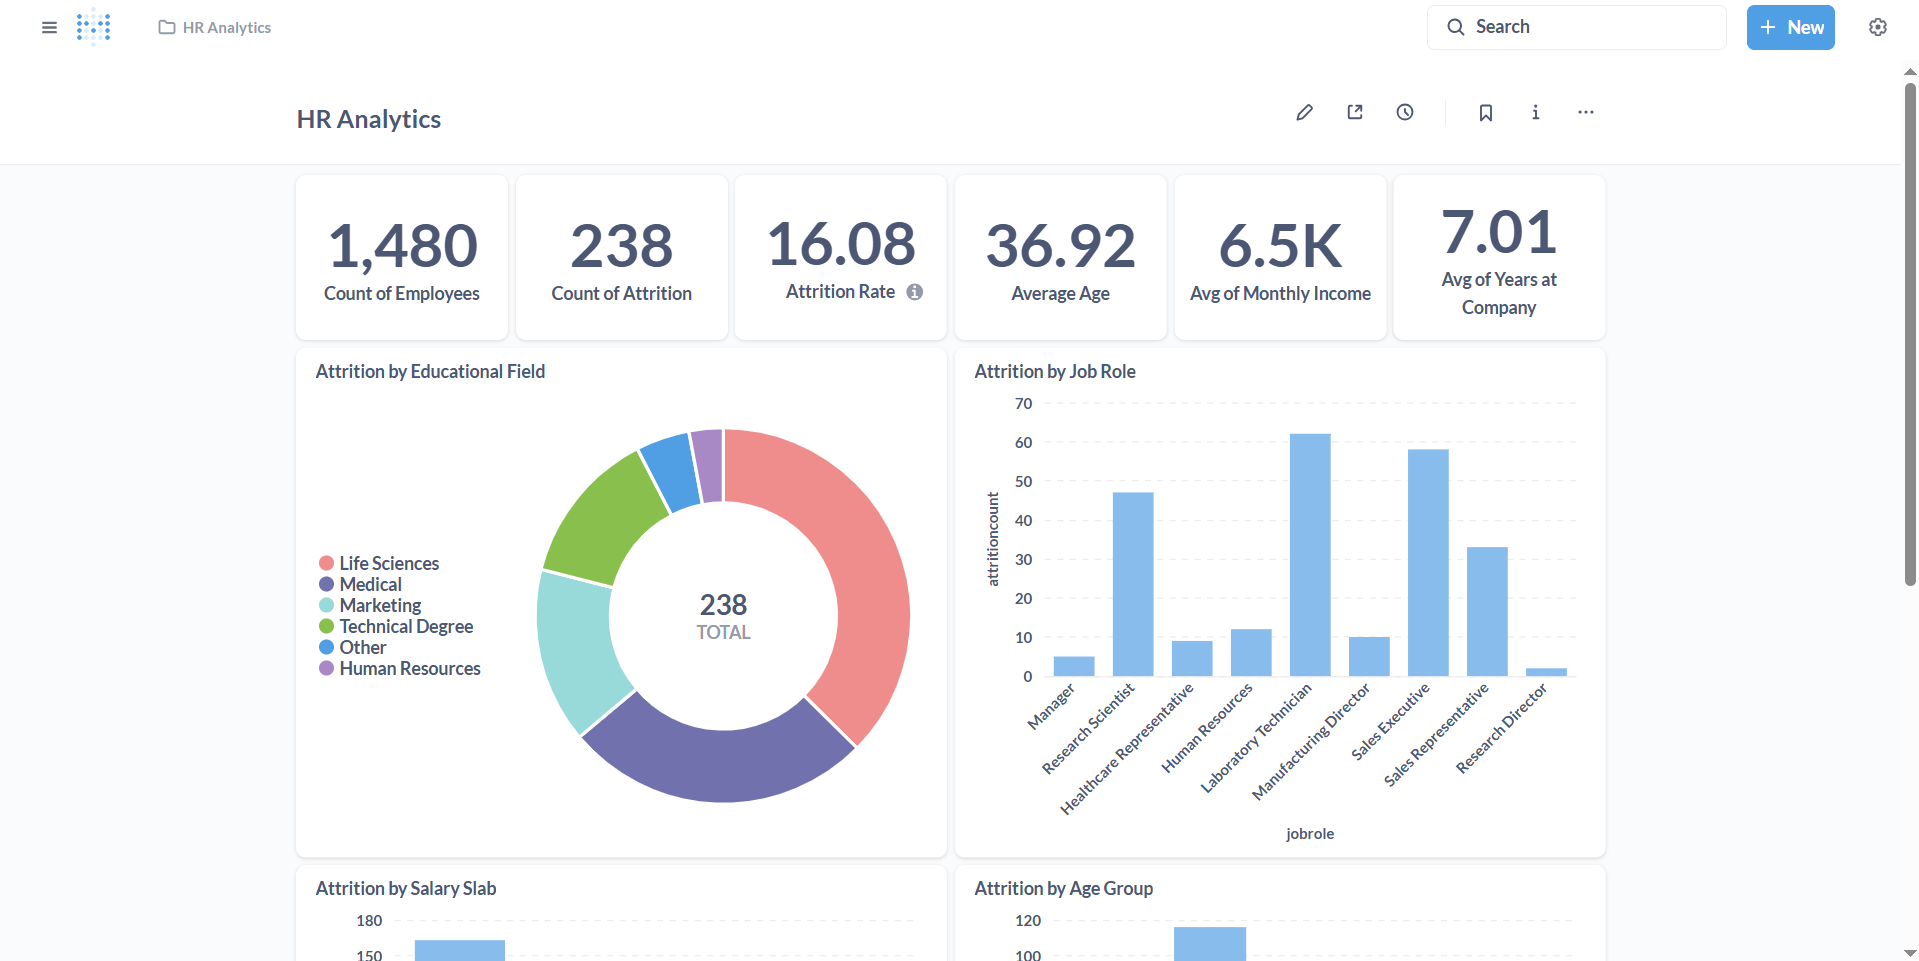 HR Analytics
Search
New
HR Analytics
1,480
Count of Employees
238
Count of Attrition
16.08
Attrition Rate
36.92
Average Age
6.5K
Avg of Monthly Income
7.01
Avg of Years at
Company
Attrition by Educational Field
Life Sciences
Medical
Marketing
Technical Degree
Other
Human Resources
238
TOTAL
Attrition by Job Role
70
60
50
40
30
20
10
0
attritioncount
Manager
Research Scientist
Healthcare Representative
Human Resources
Laboratory Technician
Manufacturing Director
Sales Executive
Sales Representative
Research Director
jobrole
Attrition by Salary Slab
180
150
Attrition by Age Group
120
100